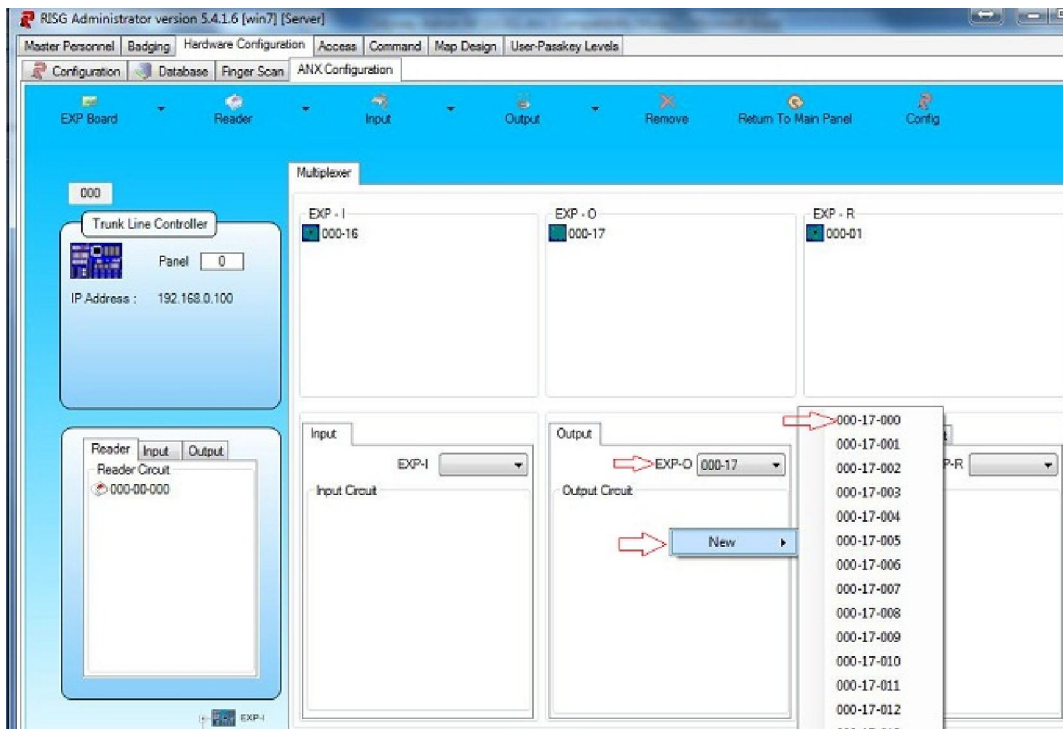 RISG Administrator version 5.4.1.6 [win7] [Server]
Master Personnel Badging Hardware Configuration Access Command Map Design User-Passkey Levels
Configuration Database Finger Scan ANX Configuration
EXP Board Reader Input Output Remove Return To Main Panel Config
000
Trunk Line Controller
Panel 0
IP Address : 192.168.0.100
Multiplexer
EXP - I EXP - O EXP - R
000-16 000-17 000-01
Reader Input Output
Reader Circuit
000-00-000
Input
EXP-I
Input Circuit
Output
EXP-O 000-17
Output Circuit
New
000-17-000
000-17-001
000-17-002
000-17-003
000-17-004
000-17-005
000-17-006
000-17-007
000-17-008
000-17-009
000-17-010
000-17-011
000-17-012
P-R
EXP-I